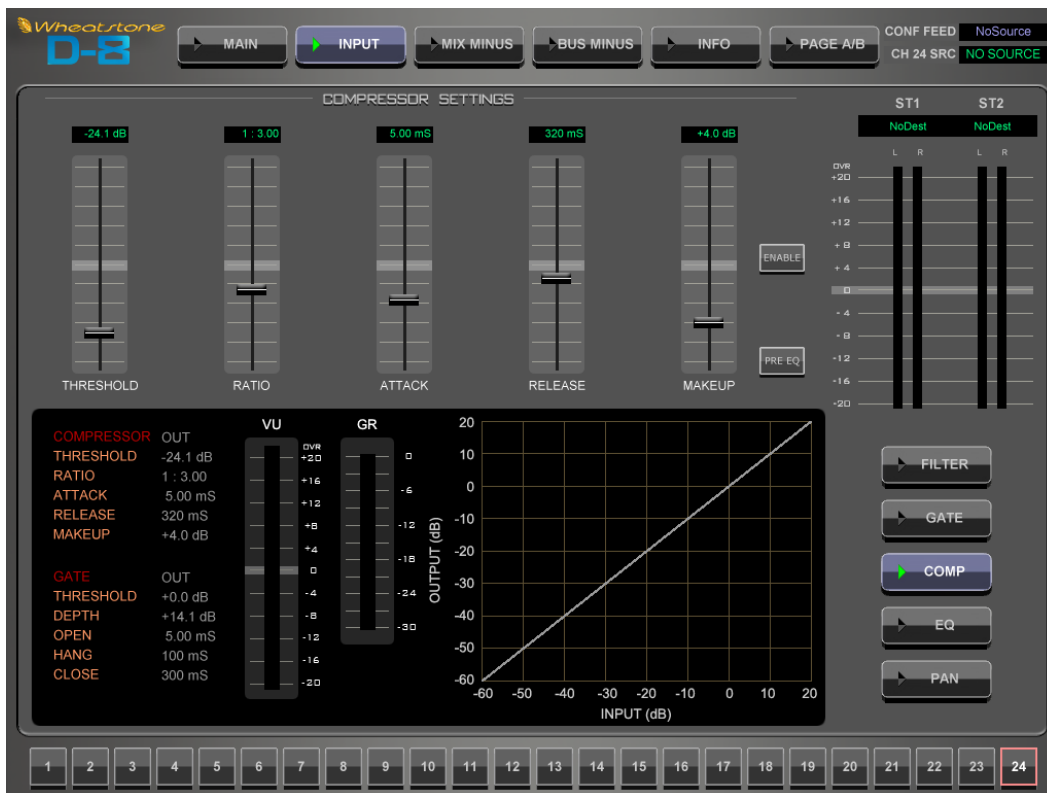 Wheatstone
D-8
MAIN INPUT MIX MINUS BUS MINUS INFO PAGE A/B
CONF FEED NoSource
CH 24 SRC NO SOURCE
COMPRESSOR SETTINGS
-24.1 dB 1 : 3.00 5.00 mS 320 mS +4.0 dB
ENABLE
PRE EQ
THRESHOLD RATIO ATTACK RELEASE MAKEUP
ST1 ST2
NoDest NoDest
L R L R
OVR
+20
+16
+12
+8
+4
0
-4
-8
-12
-16
-20
COMPRESSOR OUT
THRESHOLD -24.1 dB
RATIO 1 : 3.00
ATTACK 5.00 mS
RELEASE 320 mS
MAKEUP +4.0 dB
GATE OUT
THRESHOLD +0.0 dB
DEPTH +14.1 dB
OPEN 5.00 mS
HANG 100 mS
CLOSE 300 mS
VU
OVR
+20
+16
+12
+8
+4
0
-4
-8
-12
-16
-20
GR
0
-6
-12
-18
-24
-30
OUTPUT (dB)
20
10
0
-10
-20
-30
-40
-50
-60
-60 -50 -40 -30 -20 -10 0 10 20
INPUT (dB)
FILTER
GATE
COMP
EQ
PAN
1 2 3 4 5 6 7 8 9 10 11 12 13 14 15 16 17 18 19 20 21 22 23 24